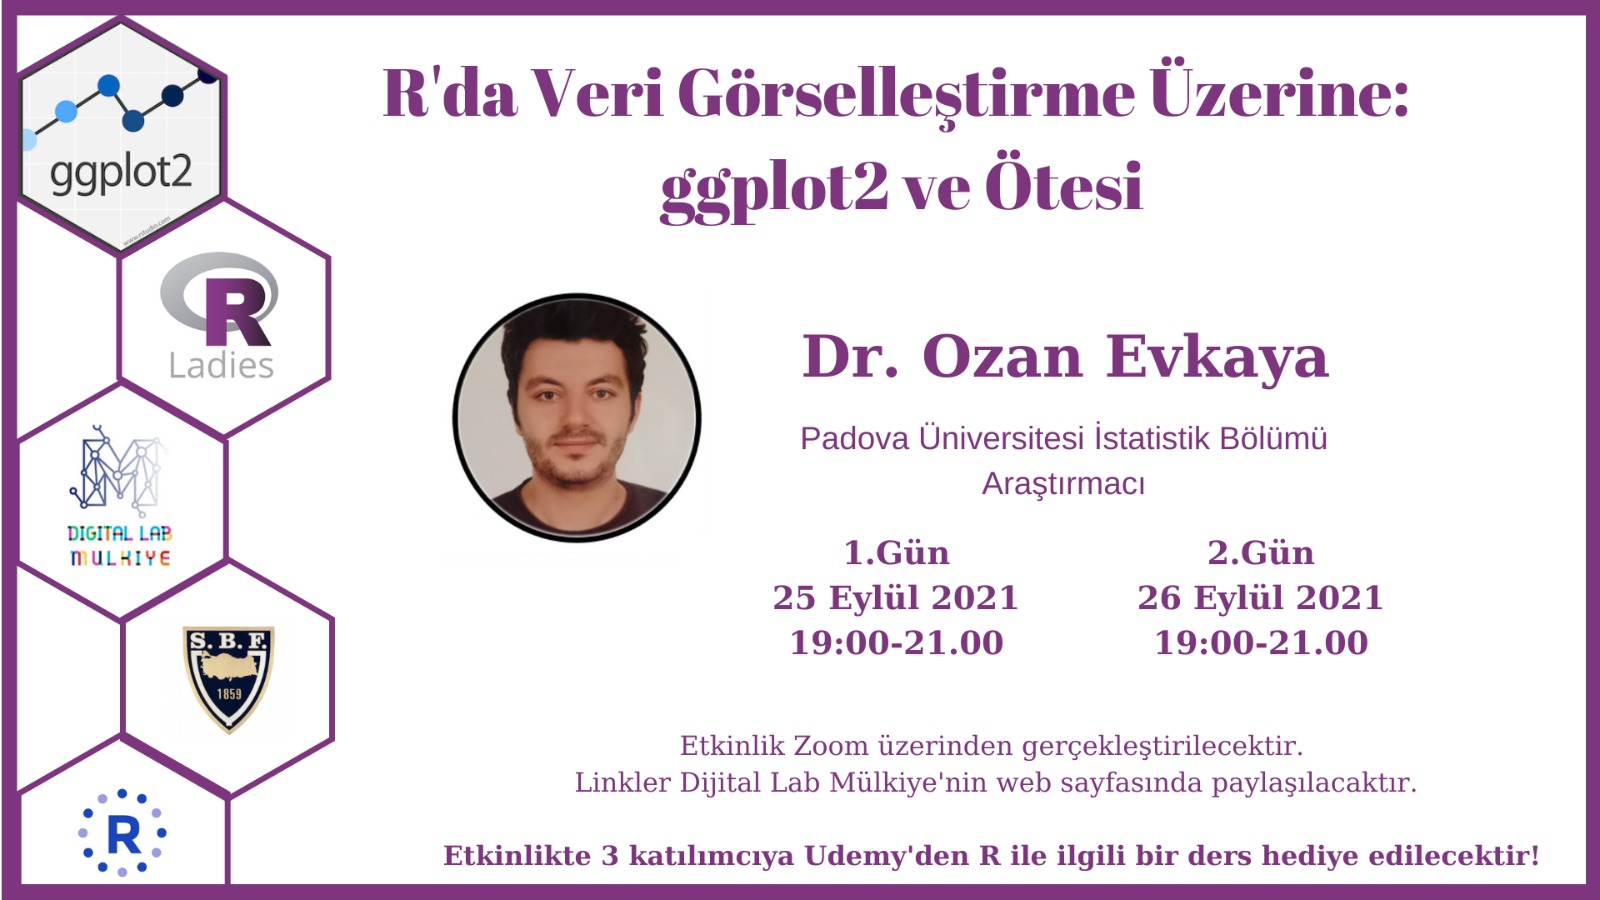 R'da Veri Görselleştirme Üzerine:
ggplot2 ve Ötesi
ggplot2
www.rstudio.com
R
Ladies
DIGITAL LAB
MULKIYE
S. B. F.
1859
R
Dr. Ozan Evkaya
Padova Üniversitesi İstatistik Bölümü
Araştırmacı
1.Gün
25 Eylül 2021
19:00-21.00
2.Gün
26 Eylül 2021
19:00-21.00
Etkinlik Zoom üzerinden gerçekleştirilecektir.
Linkler Dijital Lab Mülkiye'nin web sayfasında paylaşılacaktır.
Etkinlikte 3 katılımcıya Udemy'den R ile ilgili bir ders hediye edilecektir!